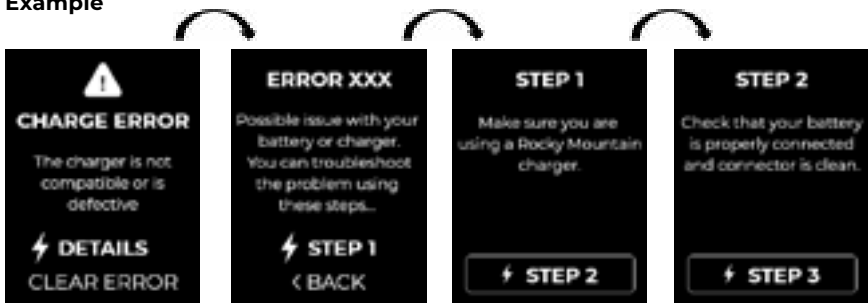 Example
CHARGE ERROR
The charger is not
compatible or is
defective
DETAILS
CLEAR ERROR
ERROR XXX
Possible issue with your
battery or charger.
You can troubleshoot
the problem using
these steps...
STEP 1
< BACK
STEP 1
Make sure you are
using a Rocky Mountain
charger.
STEP 2
STEP 2
Check that your battery
is properly connected
and connector is clean.
STEP 3